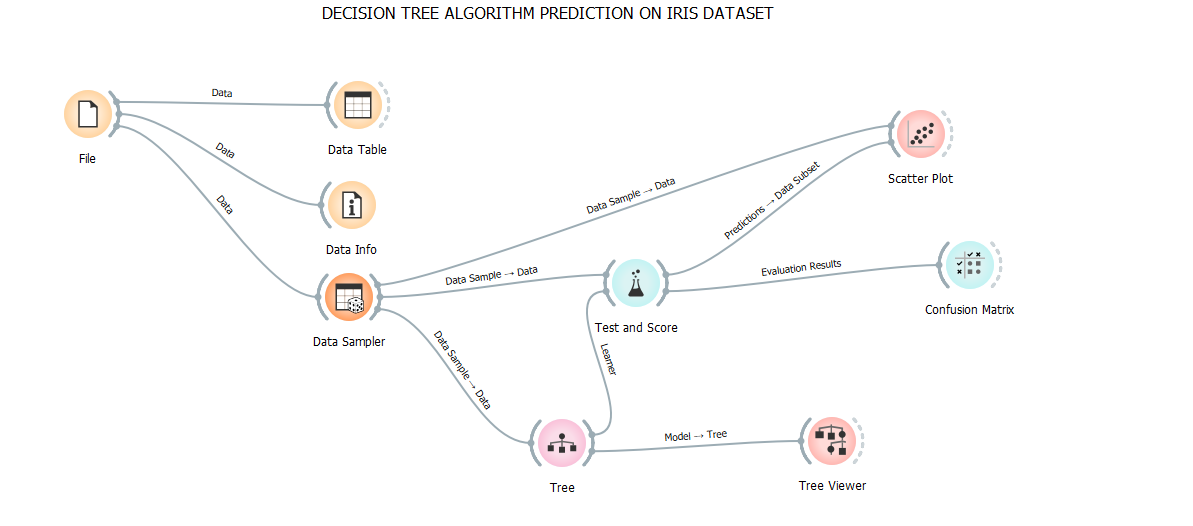 DECISION TREE ALGORITHM PREDICTION ON IRIS DATASET
Data
File
Data Table
Data
Data
Data Info
Data Sampler
Data Sample → Data
Data Sample → Data
Data Sample → Data
Predictions → Data Subset
Scatter Plot
Test and Score
Evaluation Results
Confusion Matrix
Learner
Tree
Model → Tree
Tree Viewer